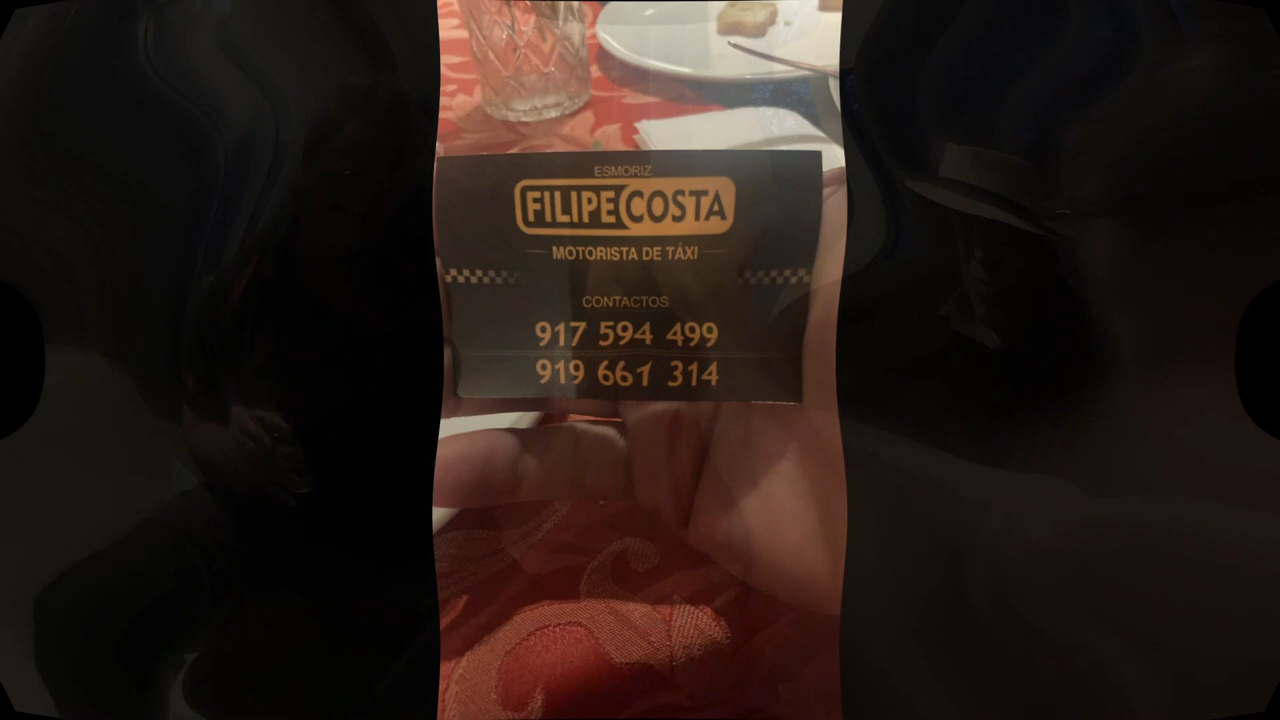 ESMORIZ
FILIPE COSTA
MOTORISTA DE TÁXI
CONTACTOS
917 594 499
919 661 314